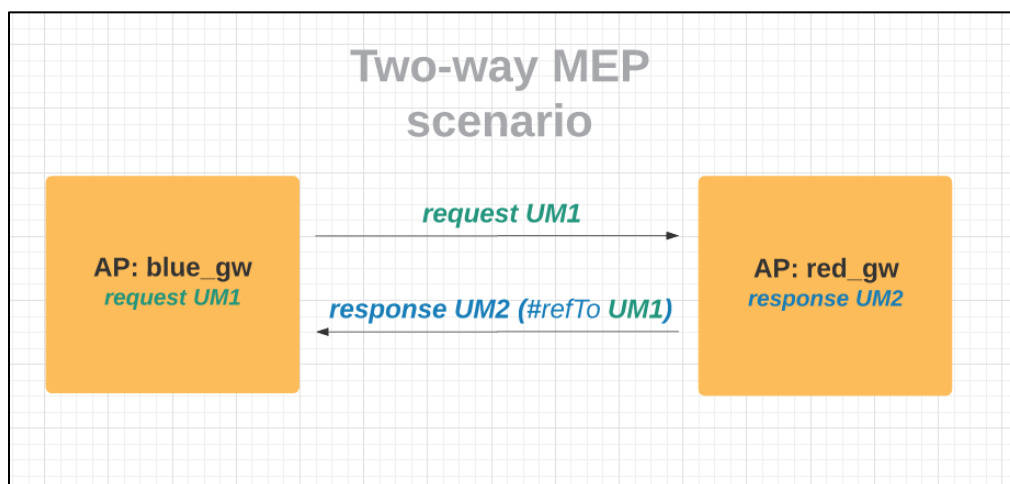 Two-way MEP
scenario
request UM1
AP: blue_gw
request UM1
AP: red_gw
response UM2
response UM2 (#refTo UM1)